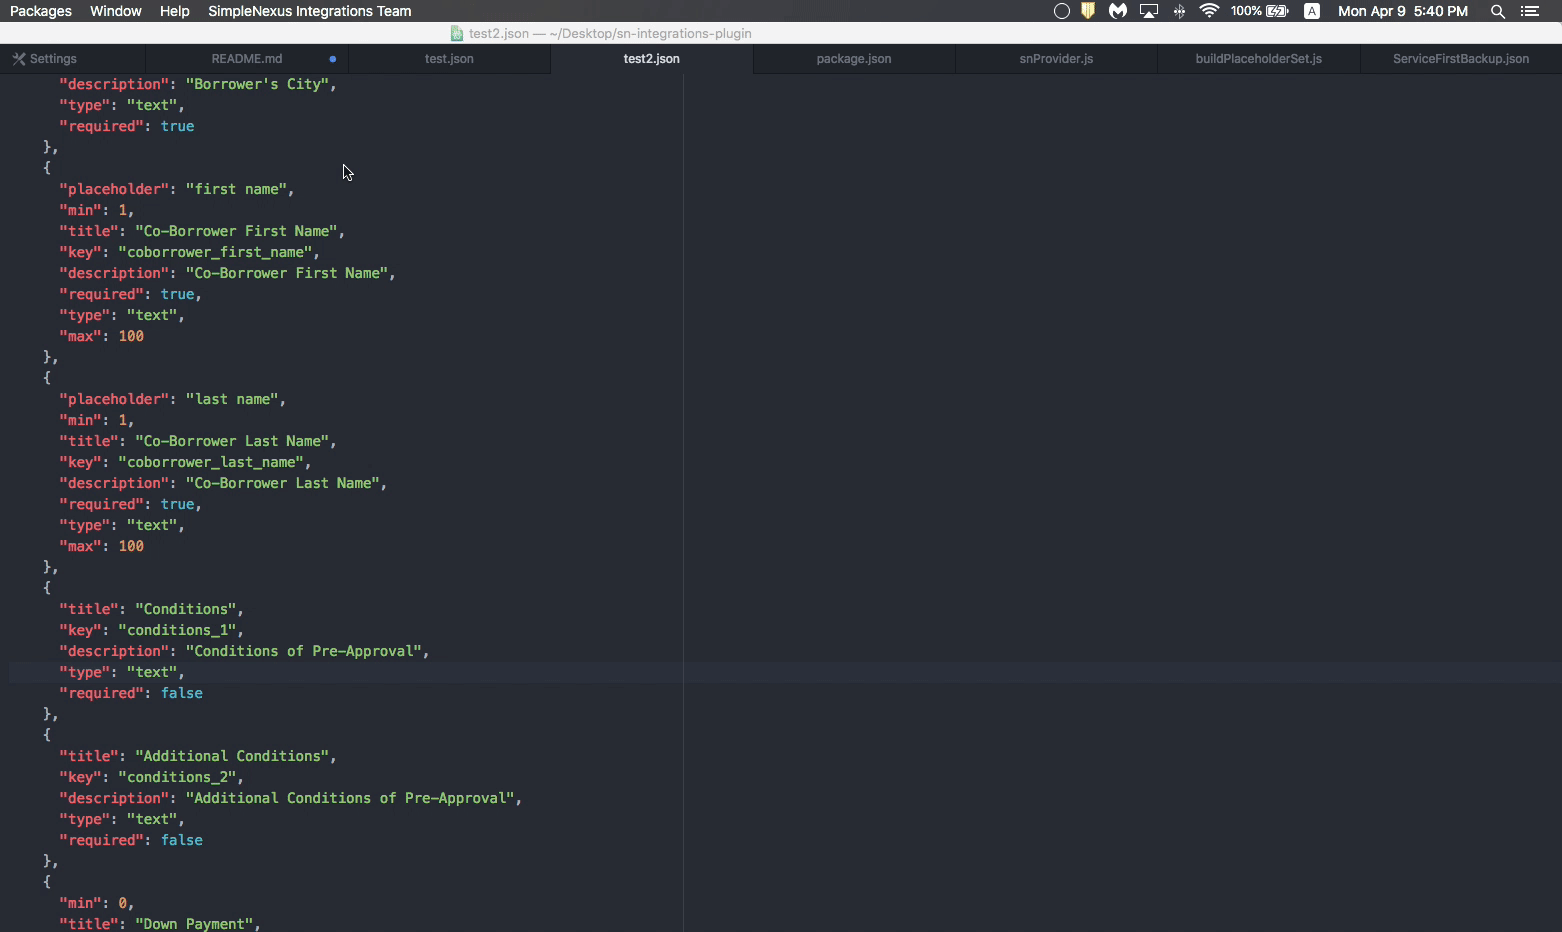 Packages Window Help SimpleNexus Integrations Team 100% A Mon Apr 9 5:40 PM
test2.json — ~/Desktop/sn-integrations-plugin
Settings README.md test.json test2.json package.json snProvider.js buildPlaceholderSet.js ServiceFirstBackup.json
"description": "Borrower's City",
"type": "text",
"required": true
},
{
"placeholder": "first name",
"min": 1,
"title": "Co-Borrower First Name",
"key": "coborrower_first_name",
"description": "Co-Borrower First Name",
"required": true,
"type": "text",
"max": 100
},
{
"placeholder": "last name",
"min": 1,
"title": "Co-Borrower Last Name",
"key": "coborrower_last_name",
"description": "Co-Borrower Last Name",
"required": true,
"type": "text",
"max": 100
},
{
"title": "Conditions",
"key": "conditions_1",
"description": "Conditions of Pre-Approval",
"type": "text",
"required": false
},
{
"title": "Additional Conditions",
"key": "conditions_2",
"description": "Additional Conditions of Pre-Approval",
"type": "text",
"required": false
},
{
"min": 0,
"title": "Down Payment",